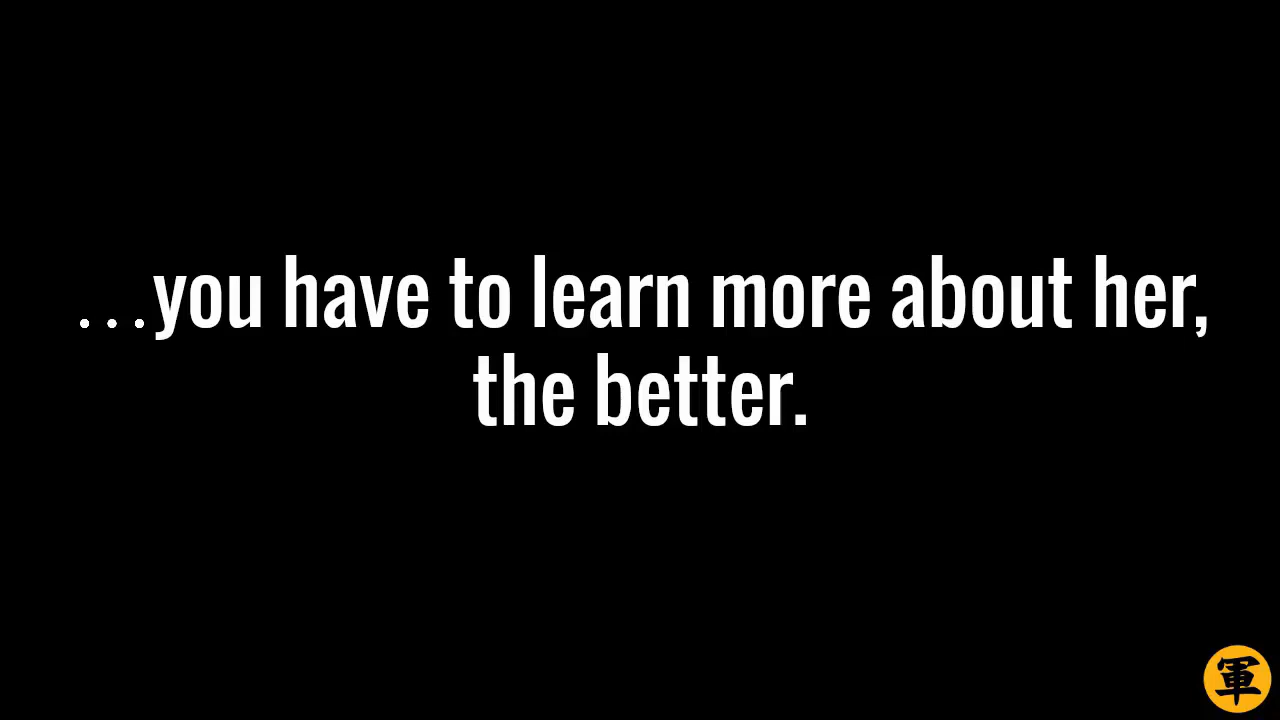 ...you have to learn more about her,
the better.
軍